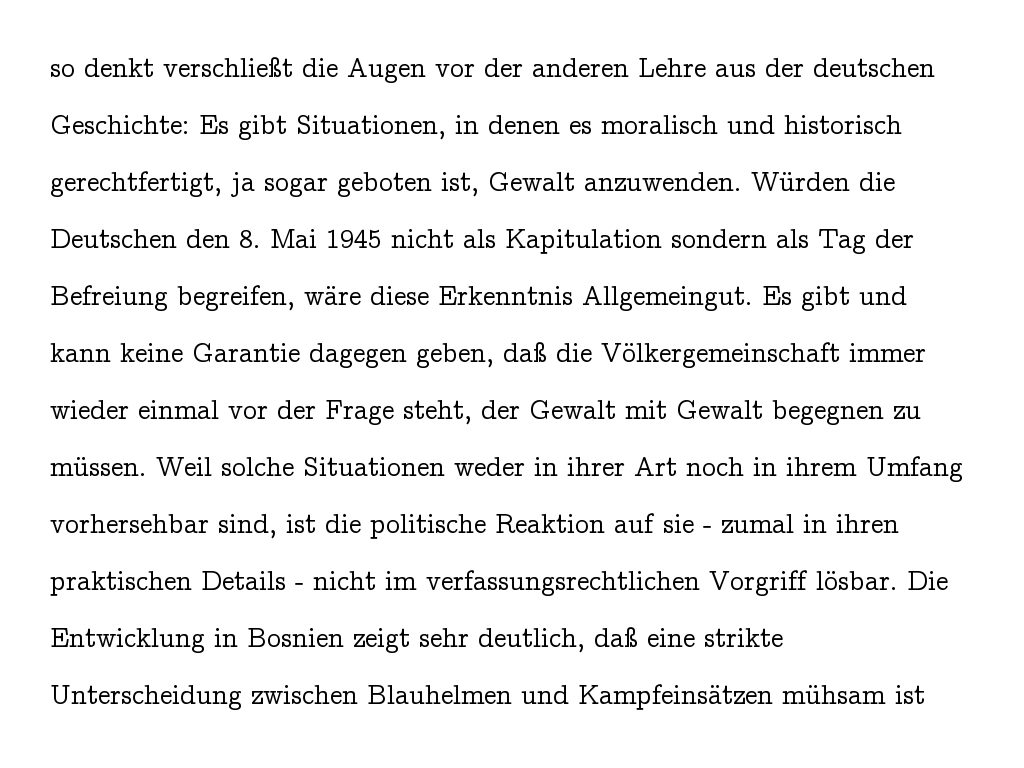 so denkt verschließt die Augen vor der anderen Lehre aus der deutschen
Geschichte: Es gibt Situationen, in denen es moralisch und historisch
gerechtfertigt, ja sogar geboten ist, Gewalt anzuwenden. Würden die
Deutschen den 8. Mai 1945 nicht als Kapitulation sondern als Tag der
Befreiung begreifen, wäre diese Erkenntnis Allgemeingut. Es gibt und
kann keine Garantie dagegen geben, daß die Völkergemeinschaft immer
wieder einmal vor der Frage steht, der Gewalt mit Gewalt begegnen zu
müssen. Weil solche Situationen weder in ihrer Art noch in ihrem Umfang
vorhersehbar sind, ist die politische Reaktion auf sie - zumal in ihren
praktischen Details - nicht im verfassungsrechtlichen Vorgriff lösbar. Die
Entwicklung in Bosnien zeigt sehr deutlich, daß eine strikte
Unterscheidung zwischen Blauhelmen und Kampfeinsätzen mühsam ist